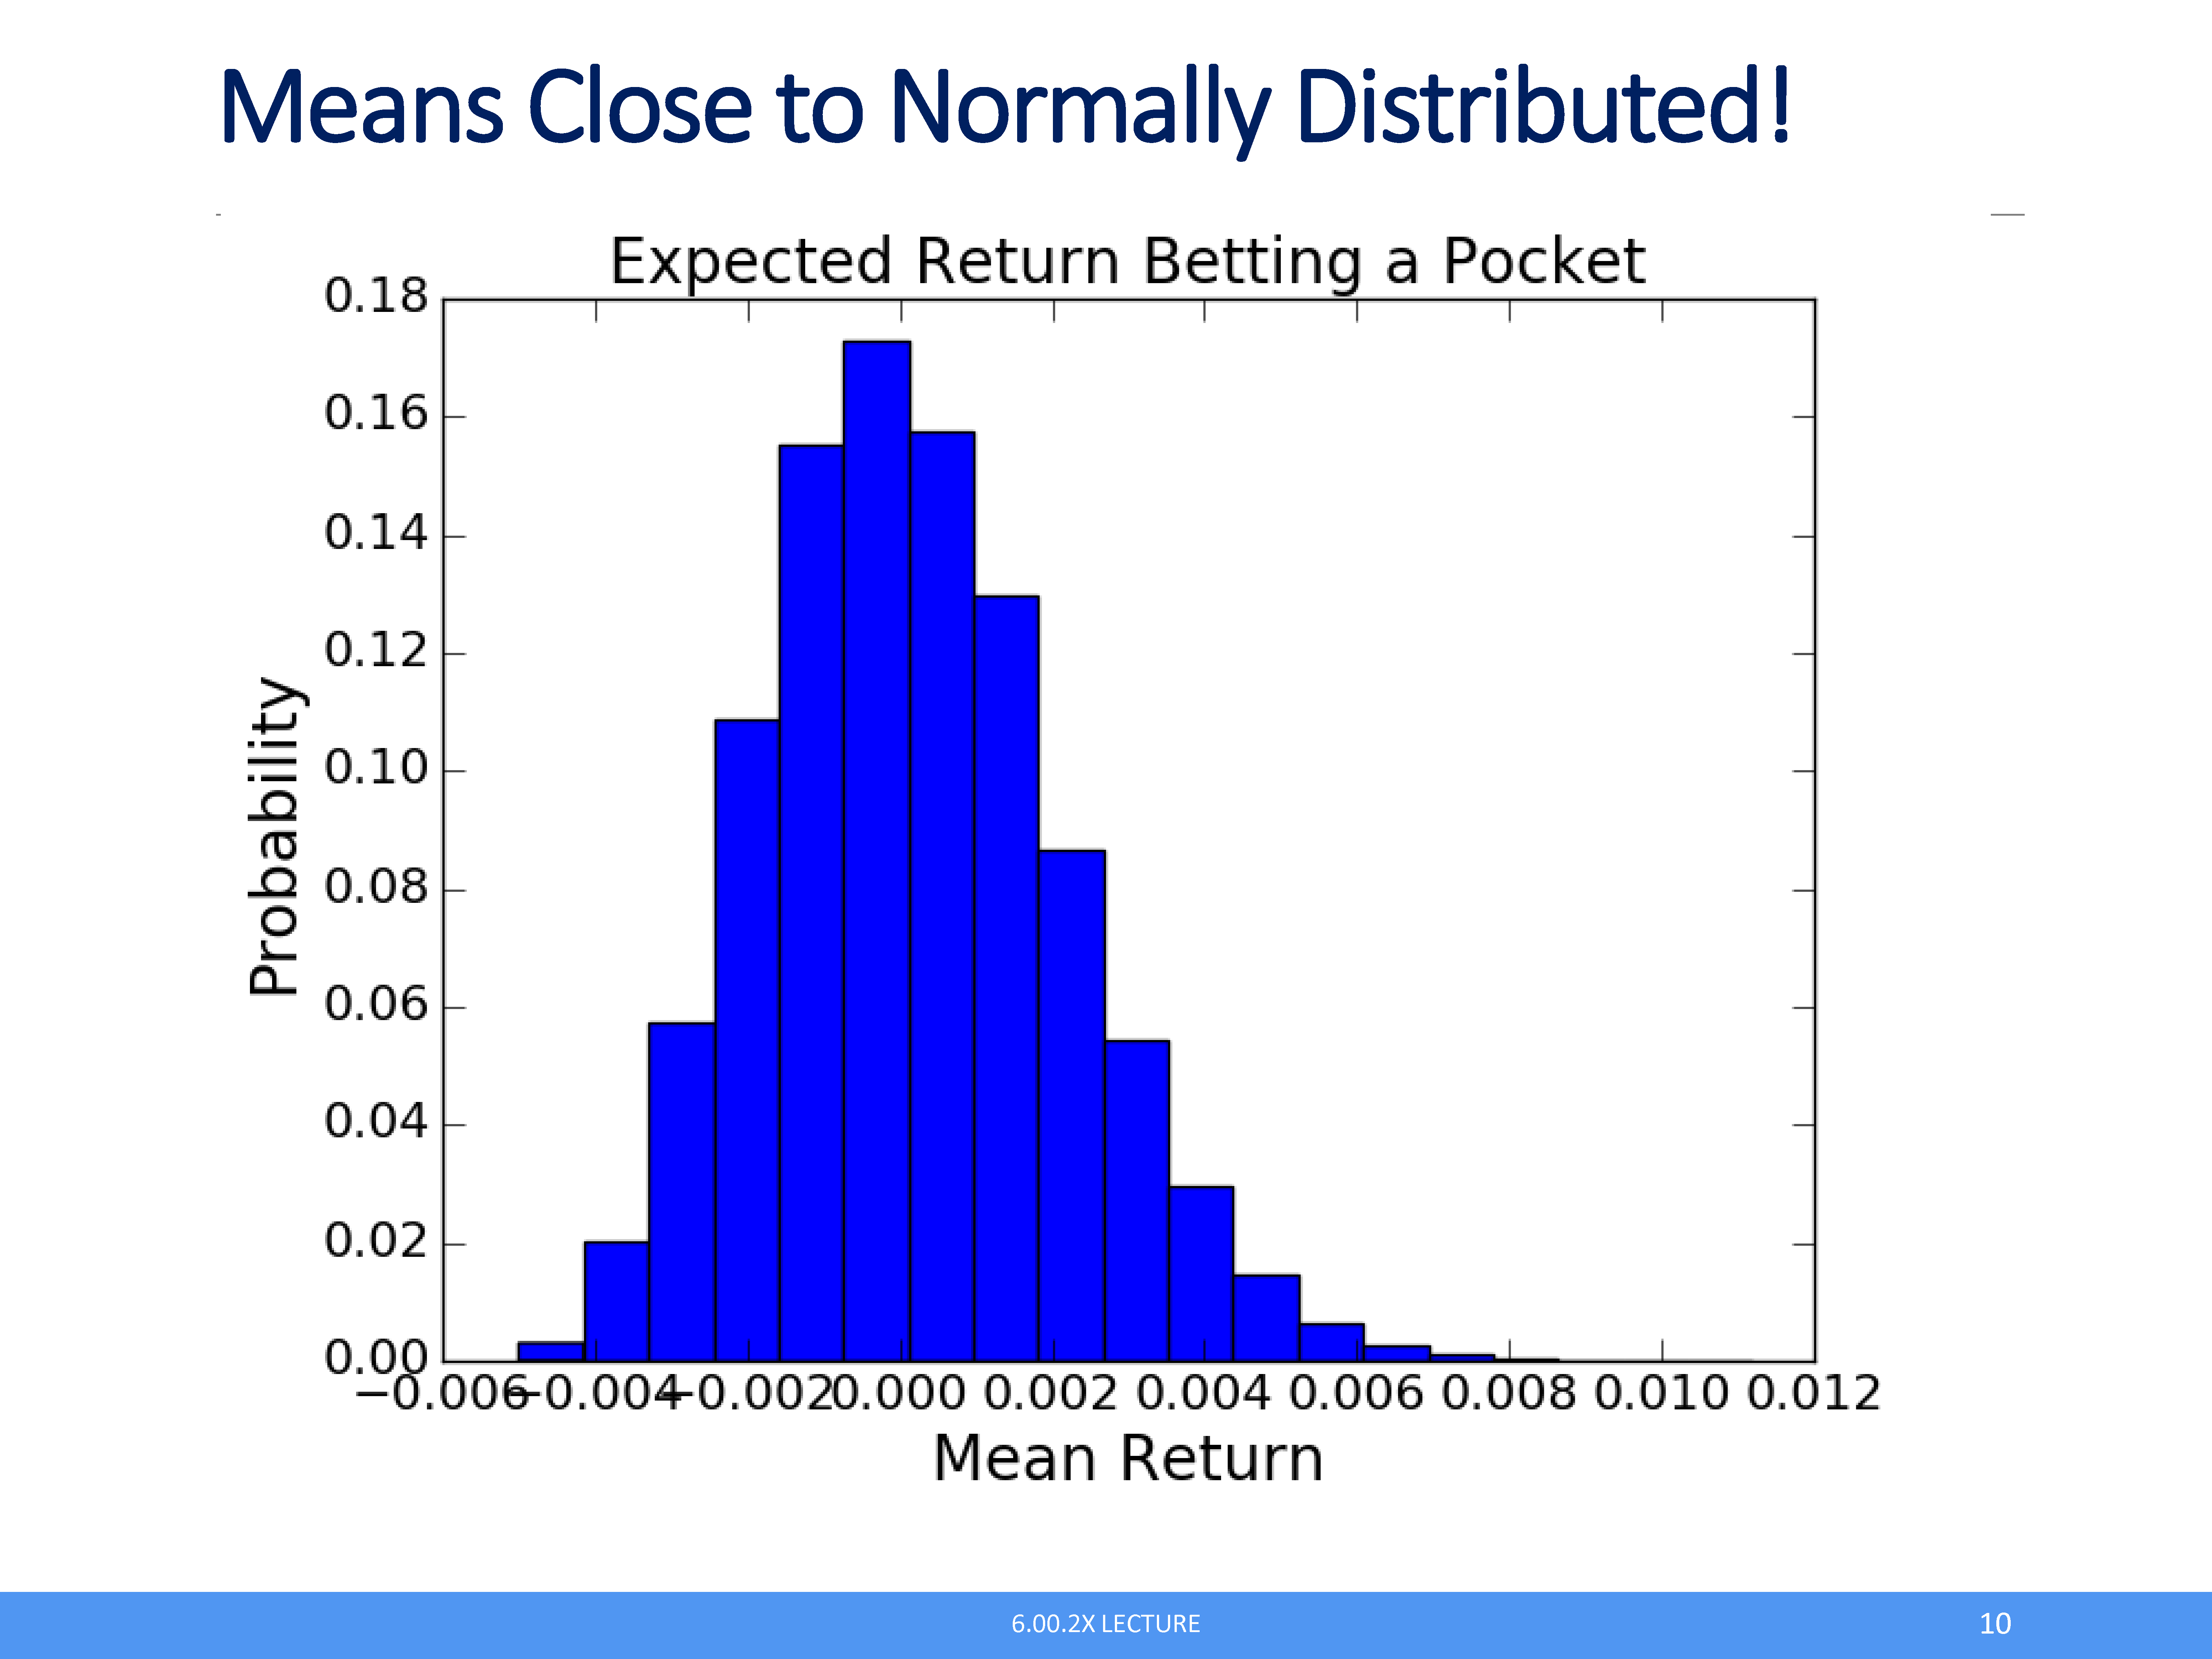 Means Close to Normally Distributed!
Expected Return Betting a Pocket
0.18
0.16
0.14
0.12
0.10
0.08
0.06
0.04
0.02
0.00
Probability
−0.006 −0.004 −0.002 0.000 0.002 0.004 0.006 0.008 0.010 0.012
Mean Return
6.00.2X LECTURE
10